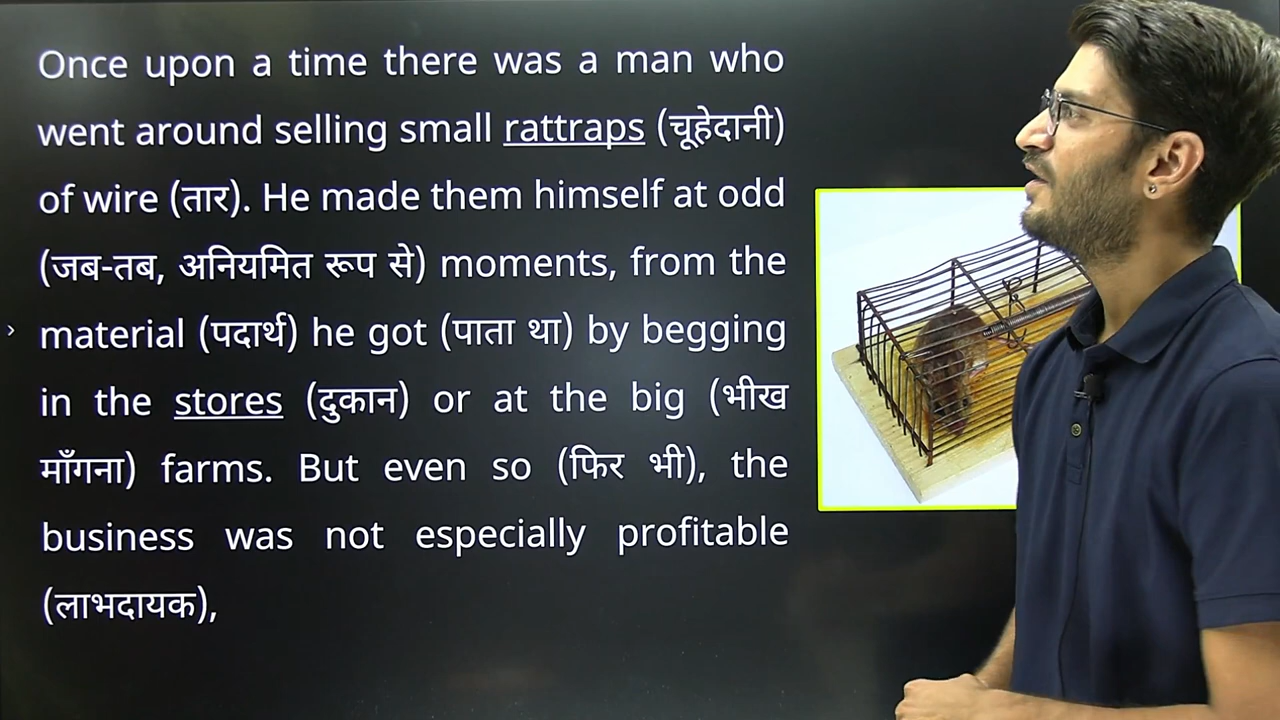 Once upon a time there was a man who
went around selling small rattraps (चूहेदानी)
of wire (तार). He made them himself at odd
(जब-तब, अनियमित रूप से) moments, from the
material (पदार्थ) he got (पाता था) by begging
in the stores (दुकान) or at the big (भीख
माँगना) farms. But even so (फिर भी), the
business was not especially profitable
(लाभदायक),